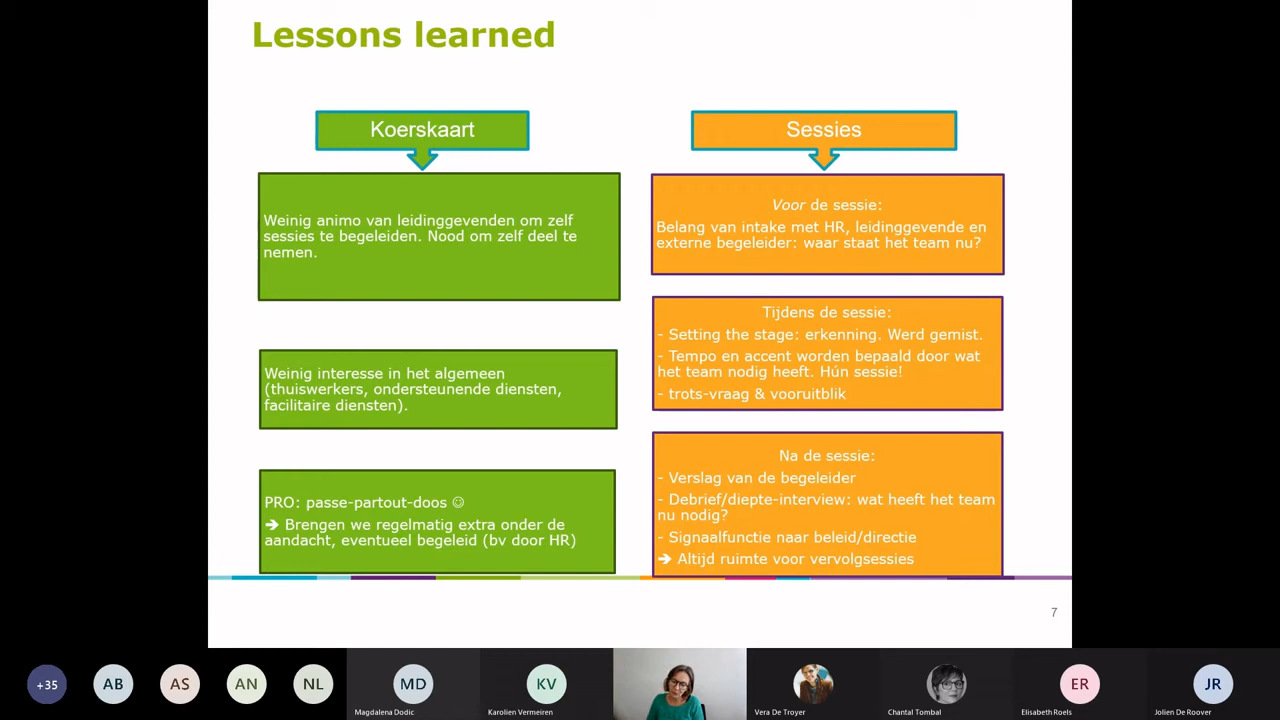 Lessons learned
Koerskaart
Weinig animo van leidinggevenden om zelf
sessies te begeleiden. Nood om zelf deel te
nemen.
Weinig interesse in het algemeen
(thuiswerkers, ondersteunende diensten,
facilitaire diensten).
PRO: passe-partout-doos ☺
➔ Brengen we regelmatig extra onder de
aandacht, eventueel begeleid (bv door HR)
Sessies
Voor de sessie:
Belang van intake met HR, leidinggevende en
externe begeleider: waar staat het team nu?
Tijdens de sessie:
- Setting the stage: erkenning. Werd gemist.
- Tempo en accent worden bepaald door wat
het team nodig heeft. Hún sessie!
- trots-vraag & vooruitblik
Na de sessie:
- Verslag van de begeleider
- Debrief/diepte-interview: wat heeft het team
nu nodig?
- Signaalfunctie naar beleid/directie
➔ Altijd ruimte voor vervolgsessies
7
+35
AB
AS
AN
NL
MD
Magdalena Dodic
KV
Karolien Vermeiren
Vera De Troyer
Chantal Tombal
ER
Elisabeth Roels
JR
Jolien De Roover